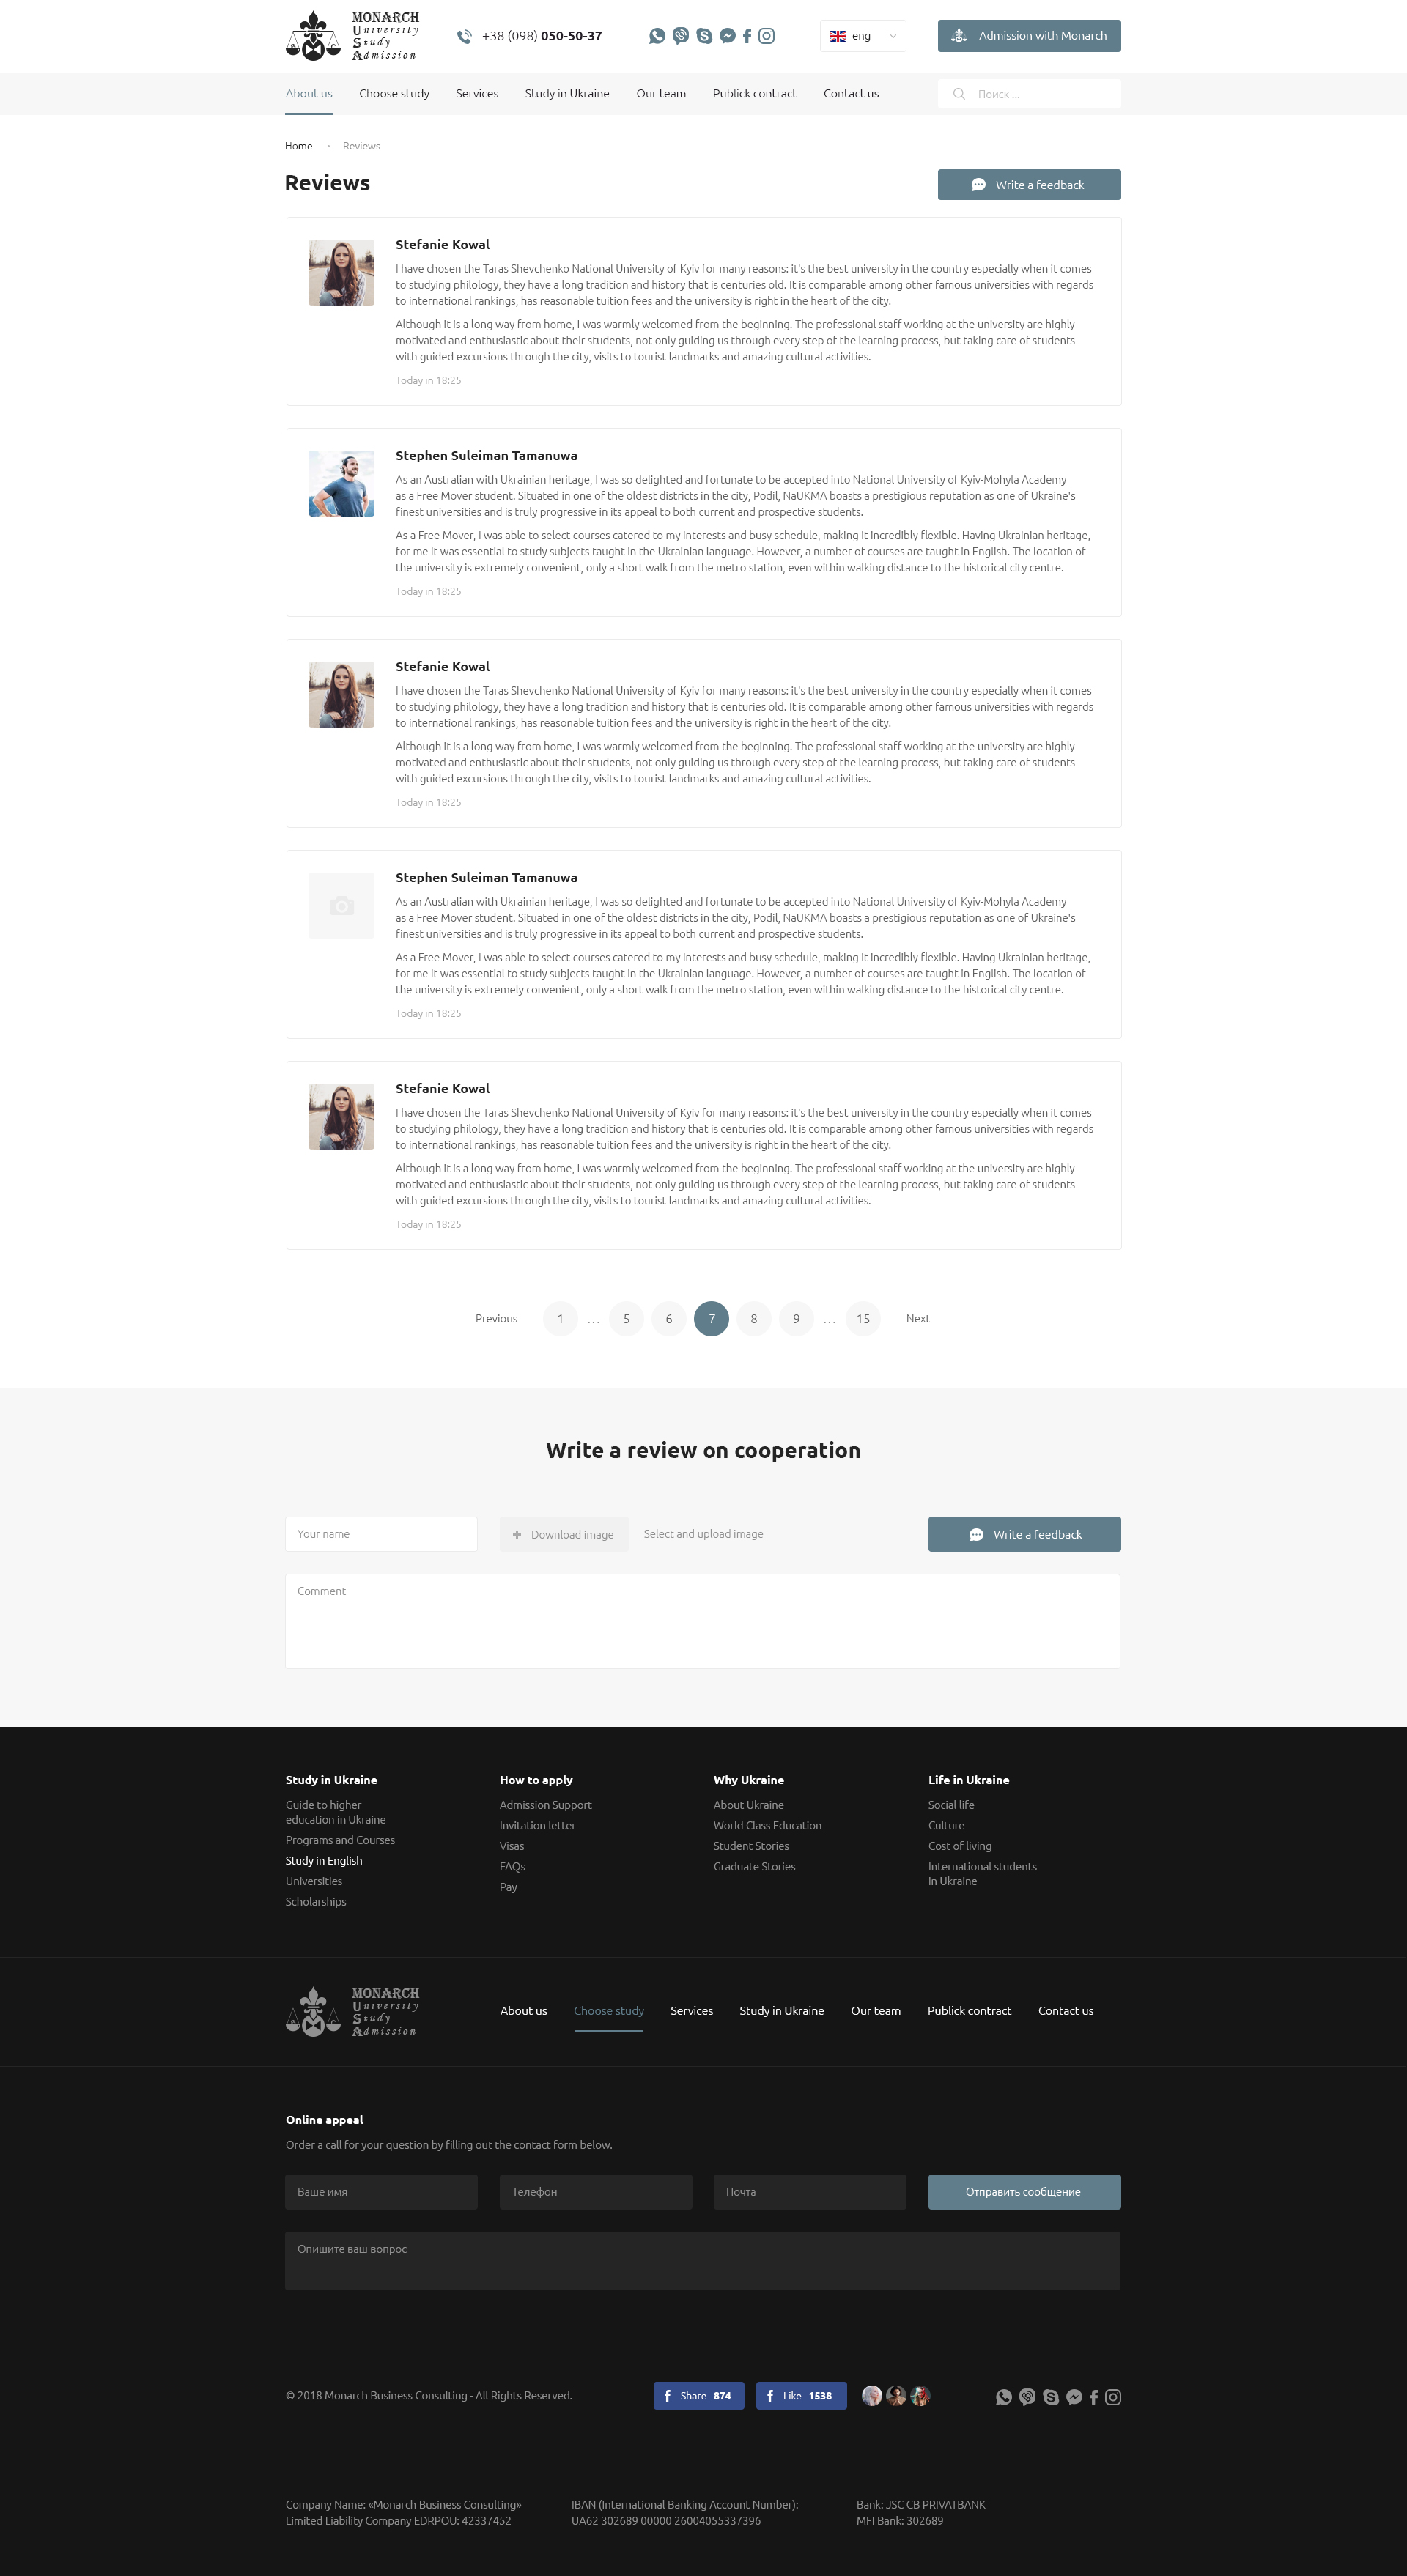 MONARCH
University
Study
Admission
+38 (098) 050-50-37
eng
Admission with Monarch
About us
Choose study
Services
Study in Ukraine
Our team
Publick contract
Contact us
Поиск ...
Home
Reviews
Reviews
Write a feedback
Stefanie Kowal
I have chosen the Taras Shevchenko National University of Kyiv for many reasons: it's the best university in the country especially when it comes
to studying philology, they have a long tradition and history that is centuries old. It is comparable among other famous universities with regards
to international rankings, has reasonable tuition fees and the university is right in the heart of the city.
Although it is a long way from home, I was warmly welcomed from the beginning. The professional staff working at the university are highly
motivated and enthusiastic about their students, not only guiding us through every step of the learning process, but taking care of students
with guided excursions through the city, visits to tourist landmarks and amazing cultural activities.
Today in 18:25
Stephen Suleiman Tamanuwa
As an Australian with Ukrainian heritage, I was so delighted and fortunate to be accepted into National University of Kyiv-Mohyla Academy
as a Free Mover student. Situated in one of the oldest districts in the city, Podil, NaUKMA boasts a prestigious reputation as one of Ukraine's
finest universities and is truly progressive in its appeal to both current and prospective students.
As a Free Mover, I was able to select courses catered to my interests and busy schedule, making it incredibly flexible. Having Ukrainian heritage,
for me it was essential to study subjects taught in the Ukrainian language. However, a number of courses are taught in English. The location of
the university is extremely convenient, only a short walk from the metro station, even within walking distance to the historical city centre.
Today in 18:25
Stefanie Kowal
I have chosen the Taras Shevchenko National University of Kyiv for many reasons: it's the best university in the country especially when it comes
to studying philology, they have a long tradition and history that is centuries old. It is comparable among other famous universities with regards
to international rankings, has reasonable tuition fees and the university is right in the heart of the city.
Although it is a long way from home, I was warmly welcomed from the beginning. The professional staff working at the university are highly
motivated and enthusiastic about their students, not only guiding us through every step of the learning process, but taking care of students
with guided excursions through the city, visits to tourist landmarks and amazing cultural activities.
Today in 18:25
Stephen Suleiman Tamanuwa
As an Australian with Ukrainian heritage, I was so delighted and fortunate to be accepted into National University of Kyiv-Mohyla Academy
as a Free Mover student. Situated in one of the oldest districts in the city, Podil, NaUKMA boasts a prestigious reputation as one of Ukraine's
finest universities and is truly progressive in its appeal to both current and prospective students.
As a Free Mover, I was able to select courses catered to my interests and busy schedule, making it incredibly flexible. Having Ukrainian heritage,
for me it was essential to study subjects taught in the Ukrainian language. However, a number of courses are taught in English. The location of
the university is extremely convenient, only a short walk from the metro station, even within walking distance to the historical city centre.
Today in 18:25
Stefanie Kowal
I have chosen the Taras Shevchenko National University of Kyiv for many reasons: it's the best university in the country especially when it comes
to studying philology, they have a long tradition and history that is centuries old. It is comparable among other famous universities with regards
to international rankings, has reasonable tuition fees and the university is right in the heart of the city.
Although it is a long way from home, I was warmly welcomed from the beginning. The professional staff working at the university are highly
motivated and enthusiastic about their students, not only guiding us through every step of the learning process, but taking care of students
with guided excursions through the city, visits to tourist landmarks and amazing cultural activities.
Today in 18:25
Previous 1 ... 5 6 7 8 9 ... 15 Next
Write a review on cooperation
Your name
Download image
Select and upload image
Write a feedback
Comment
Study in Ukraine
Guide to higher
education in Ukraine
Programs and Courses
Study in English
Universities
Scholarships
How to apply
Admission Support
Invitation letter
Visas
FAQs
Pay
Why Ukraine
About Ukraine
World Class Education
Student Stories
Graduate Stories
Life in Ukraine
Social life
Culture
Cost of living
International students
in Ukraine
MONARCH
University
Study
Admission
About us
Choose study
Services
Study in Ukraine
Our team
Publick contract
Contact us
Online appeal
Order a call for your question by filling out the contact form below.
Ваше имя
Телефон
Почта
Отправить сообщение
Опишите ваш вопрос
© 2018 Monarch Business Consulting - All Rights Reserved.
Share 874
Like 1538
Company Name: «Monarch Business Consulting»
Limited Liability Company EDRPOU: 42337452
IBAN (International Banking Account Number):
UA62 302689 00000 26004055337396
Bank: JSC CB PRIVATBANK
MFI Bank: 302689